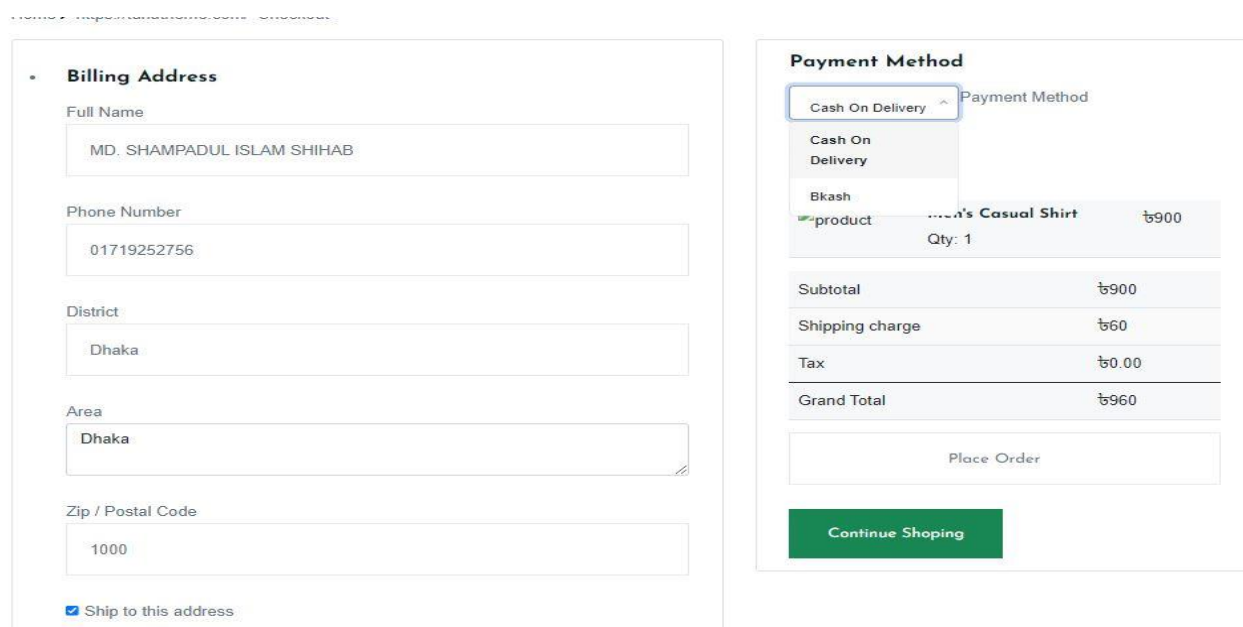 Billing Address
Full Name
MD. SHAMPADUL ISLAM SHIHAB
Phone Number
01719252756
District
Dhaka
Area
Dhaka
Zip / Postal Code
1000
Ship to this address
Payment Method
Cash On Delivery Payment Method
Cash On
Delivery
Bkash
product Casual Shirt ৳900
Qty: 1
Subtotal ৳900
Shipping charge ৳60
Tax ৳0.00
Grand Total ৳960
Place Order
Continue Shoping